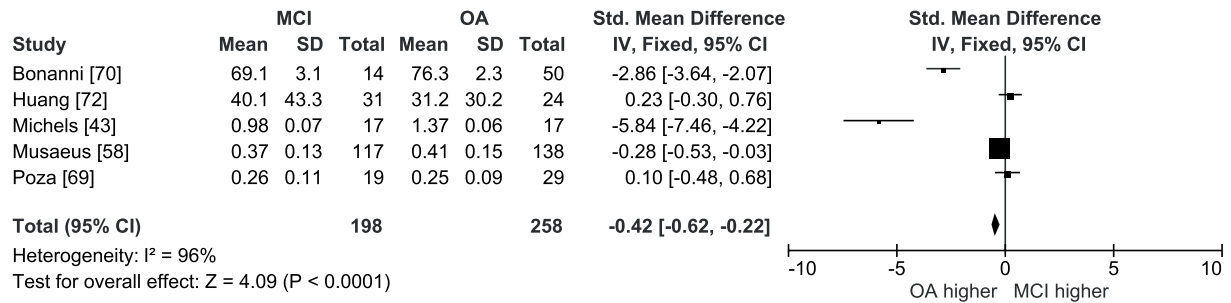 MCI OA Std. Mean Difference Std. Mean Difference
Study Mean SD Total Mean SD Total IV, Fixed, 95% CI IV, Fixed, 95% CI
Bonanni [70] 69.1 3.1 14 76.3 2.3 50 -2.86 [-3.64, -2.07]
Huang [72] 40.1 43.3 31 31.2 30.2 24 0.23 [-0.30, 0.76]
Michels [43] 0.98 0.07 17 1.37 0.06 17 -5.84 [-7.46, -4.22]
Musaeus [58] 0.37 0.13 117 0.41 0.15 138 -0.28 [-0.53, -0.03]
Poza [69] 0.26 0.11 19 0.25 0.09 29 0.10 [-0.48, 0.68]
Total (95% CI) 198 258 -0.42 [-0.62, -0.22]
Heterogeneity: I² = 96%
Test for overall effect: Z = 4.09 (P < 0.0001)
-10 -5 0 5 10
OA higher MCI higher